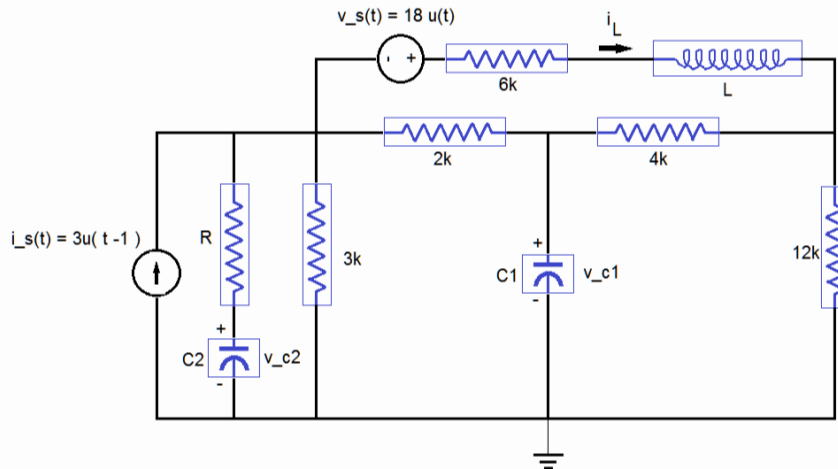 v_s(t) = 18 u(t)
i_L
- +
6k
L
2k
4k
i_s(t) = 3u( t -1 )
R
3k
+
C1
v_c1
-
12k
+
C2
v_c2
-